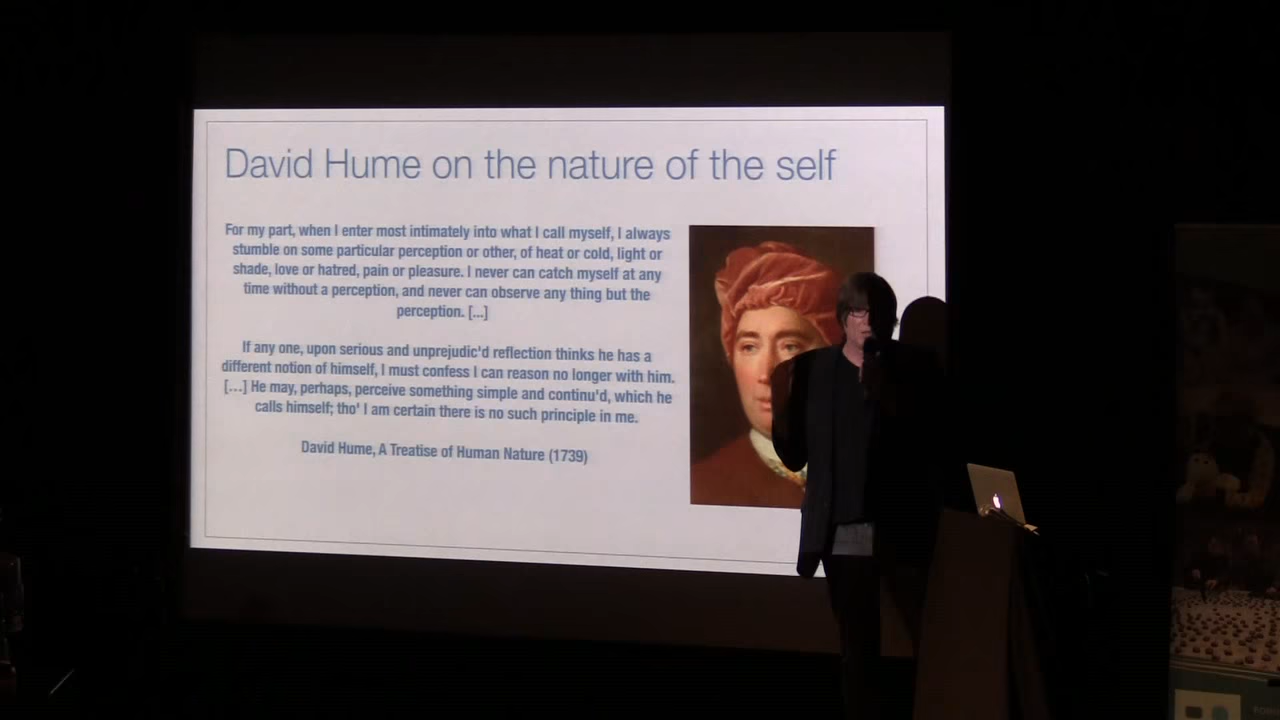 David Hume on the nature of the self
For my part, when I enter most intimately into what I call myself, I always
stumble on some particular perception or other, of heat or cold, light or
shade, love or hatred, pain or pleasure. I never can catch myself at any
time without a perception, and never can observe any thing but the
perception. [...]
If any one, upon serious and unprejudic'd reflection thinks he has a
different notion of himself, I must confess I can reason no longer with him.
[…] He may, perhaps, perceive something simple and continu'd, which he
calls himself; tho' I am certain there is no such principle in me.
David Hume, A Treatise of Human Nature (1739)